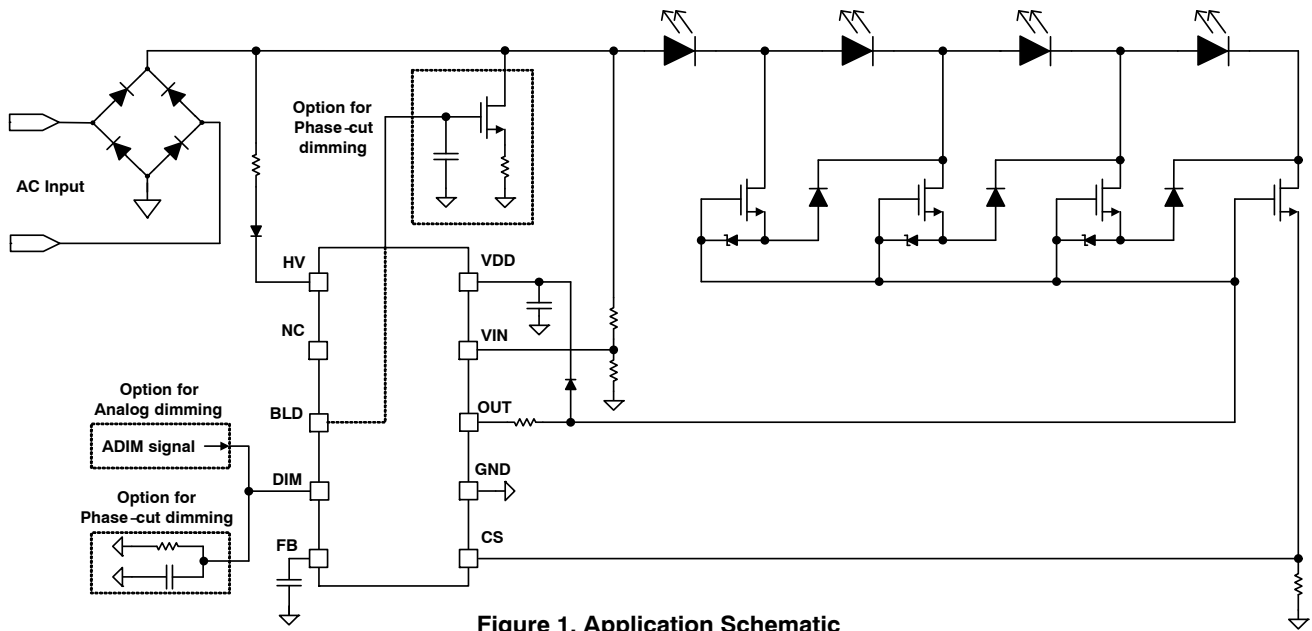 Option for
Phase-cut
dimming
AC Input
HV
VDD
NC
VIN
Option for
Analog dimming
ADIM signal
BLD
OUT
DIM
GND
Option for
Phase-cut dimming
FB
CS
Figure 1. Application Schematic